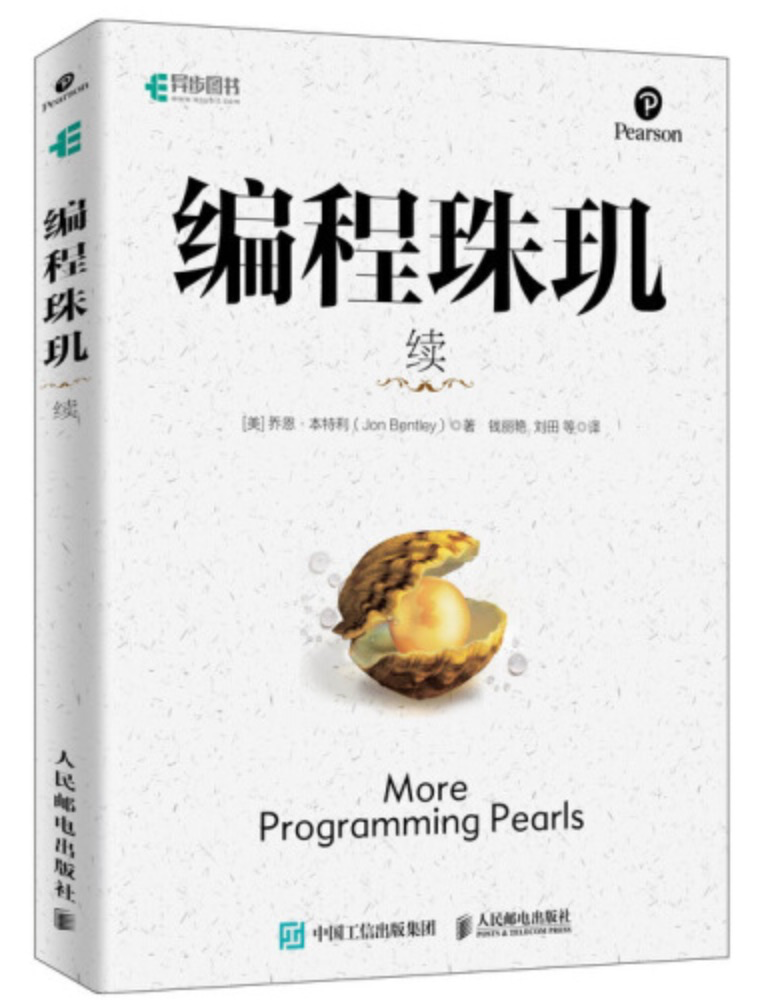 Pearson
编程珠玑
续
人民邮电出版社
异步图书
www.epubit.com
Pearson
编程珠玑
续
[美] 乔恩·本特利（Jon Bentley）◎著 钱丽艳 刘田 等◎译
More
Programming Pearls
中国工信出版集团
人民邮电出版社
POSTS & TELECOM PRESS